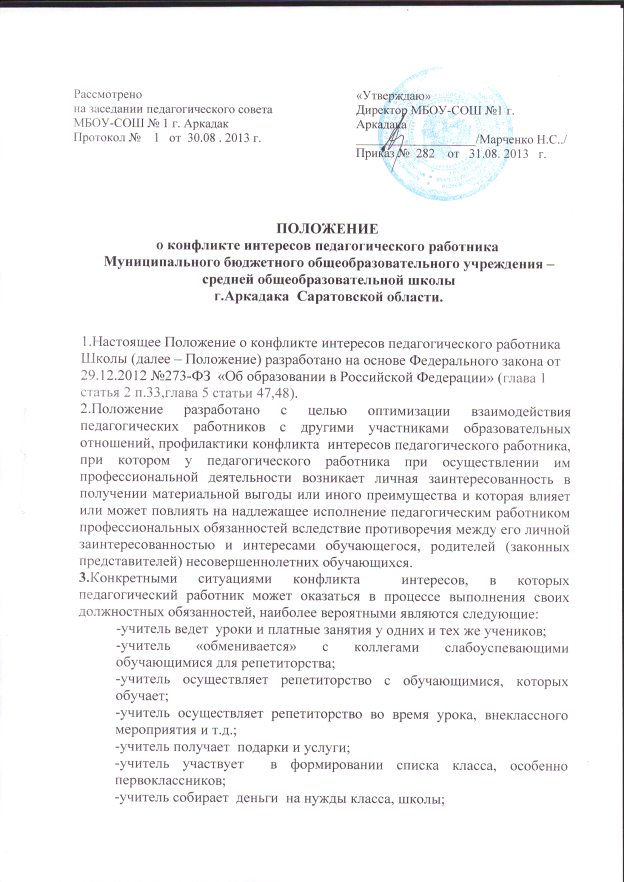 Рассмотрено
на заседании педагогического совета
МБОУ-СОШ № 1 г. Аркадак
Протокол № 1 от 30.08 . 2013 г.
«Утверждаю»
Директор МБОУ-СОШ №1 г.
Аркадака
/Марченко Н.С../
Приказ № 282 от 31.08. 2013 г.
ПОЛОЖЕНИЕ
о конфликте интересов педагогического работника
Муниципального бюджетного общеобразовательного учреждения –
средней общеобразовательной школы
г.Аркадака Саратовской области.
1.Настоящее Положение о конфликте интересов педагогического работника
Школы (далее – Положение) разработано на основе Федерального закона от
29.12.2012 №273-ФЗ «Об образовании в Российской Федерации» (глава 1
статья 2 п.33,глава 5 статьи 47,48).
2.Положение разработано с целью оптимизации взаимодействия
педагогических работников с другими участниками образовательных
отношений, профилактики конфликта интересов педагогического работника,
при котором у педагогического работника при осуществлении им
профессиональной деятельности возникает личная заинтересованность в
получении материальной выгоды или иного преимущества и которая влияет
или может повлиять на надлежащее исполнение педагогическим работником
профессиональных обязанностей вследствие противоречия между его личной
заинтересованностью и интересами обучающегося, родителей (законных
представителей) несовершеннолетних обучающихся.
3.Конкретными ситуациями конфликта интересов, в которых
педагогический работник может оказаться в процессе выполнения своих
должностных обязанностей, наиболее вероятными являются следующие:
-учитель ведет уроки и платные занятия у одних и тех же учеников;
-учитель «обменивается» с коллегами слабоуспевающими
обучающимися для репетиторства;
-учитель осуществляет репетиторство с обучающимися, которых
обучает;
-учитель осуществляет репетиторство во время урока, внеклассного
мероприятия и т.д.;
-учитель получает подарки и услуги;
-учитель участвует в формировании списка класса, особенно
первоклассников;
-учитель собирает деньги на нужды класса, школы;